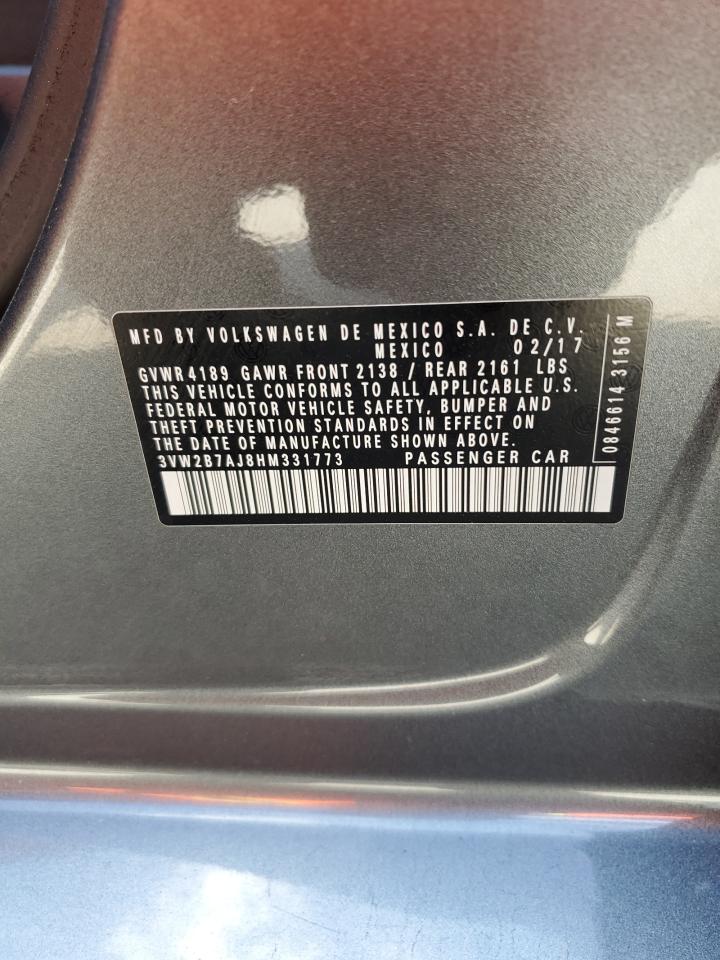 MFD BY VOLKSWAGEN DE MEXICO S.A. DE C.V.
MEXICO 02/17
GVWR 4189 GAWR FRONT 2138 / REAR 2161 LBS
THIS VEHICLE CONFORMS TO ALL APPLICABLE U.S.
FEDERAL MOTOR VEHICLE SAFETY, BUMPER AND
THEFT PREVENTION STANDARDS IN EFFECT ON
THE DATE OF MANUFACTURE SHOWN ABOVE.
3VW2B7AJ8HM331773 PASSENGER CAR
0846614 3156 M